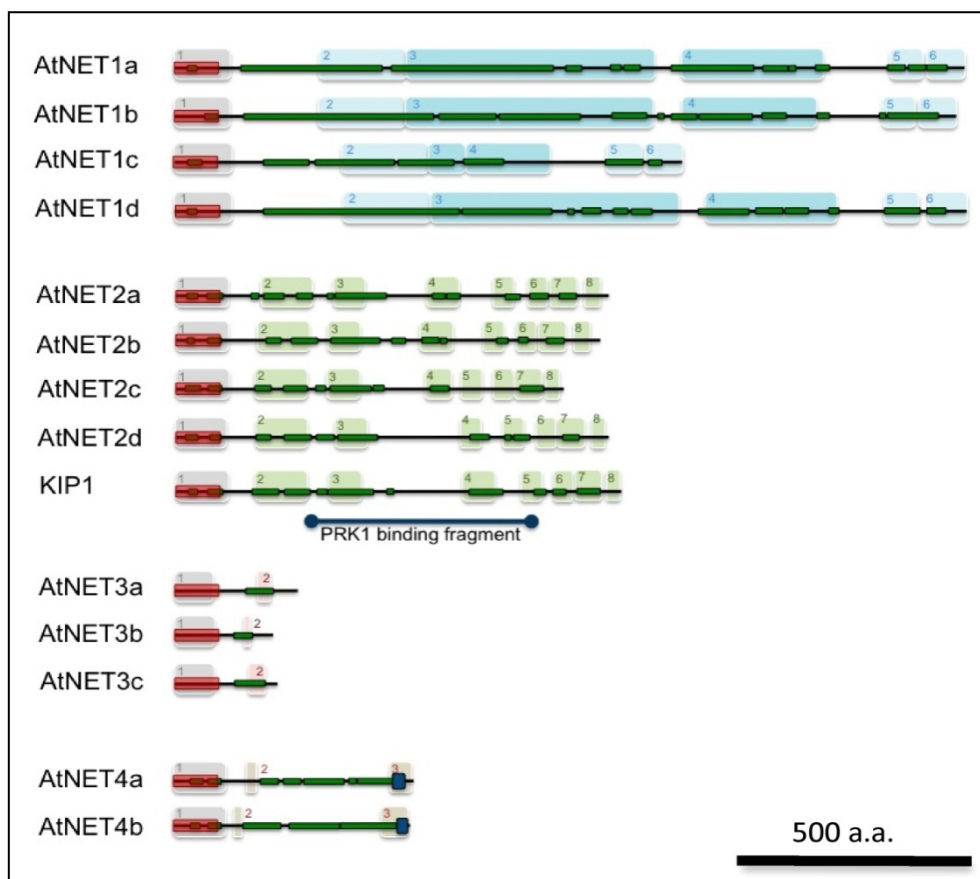 AtNET1a 1 2 3 4 5 6
AtNET1b 1 2 3 4 5 6
AtNET1c 1 2 3 4 5 6
AtNET1d 1 2 3 4 5 6
AtNET2a 1 2 3 4 5 6 7 8
AtNET2b 1 2 3 4 5 6 7 8
AtNET2c 1 2 3 4 5 6 7 8
AtNET2d 1 2 3 4 5 6 7 8
KIP1 1 2 3 4 5 6 7 8
PRK1 binding fragment
AtNET3a 1 2
AtNET3b 1 2
AtNET3c 1 2
AtNET4a 1 2 3
AtNET4b 1 2 3
500 a.a.